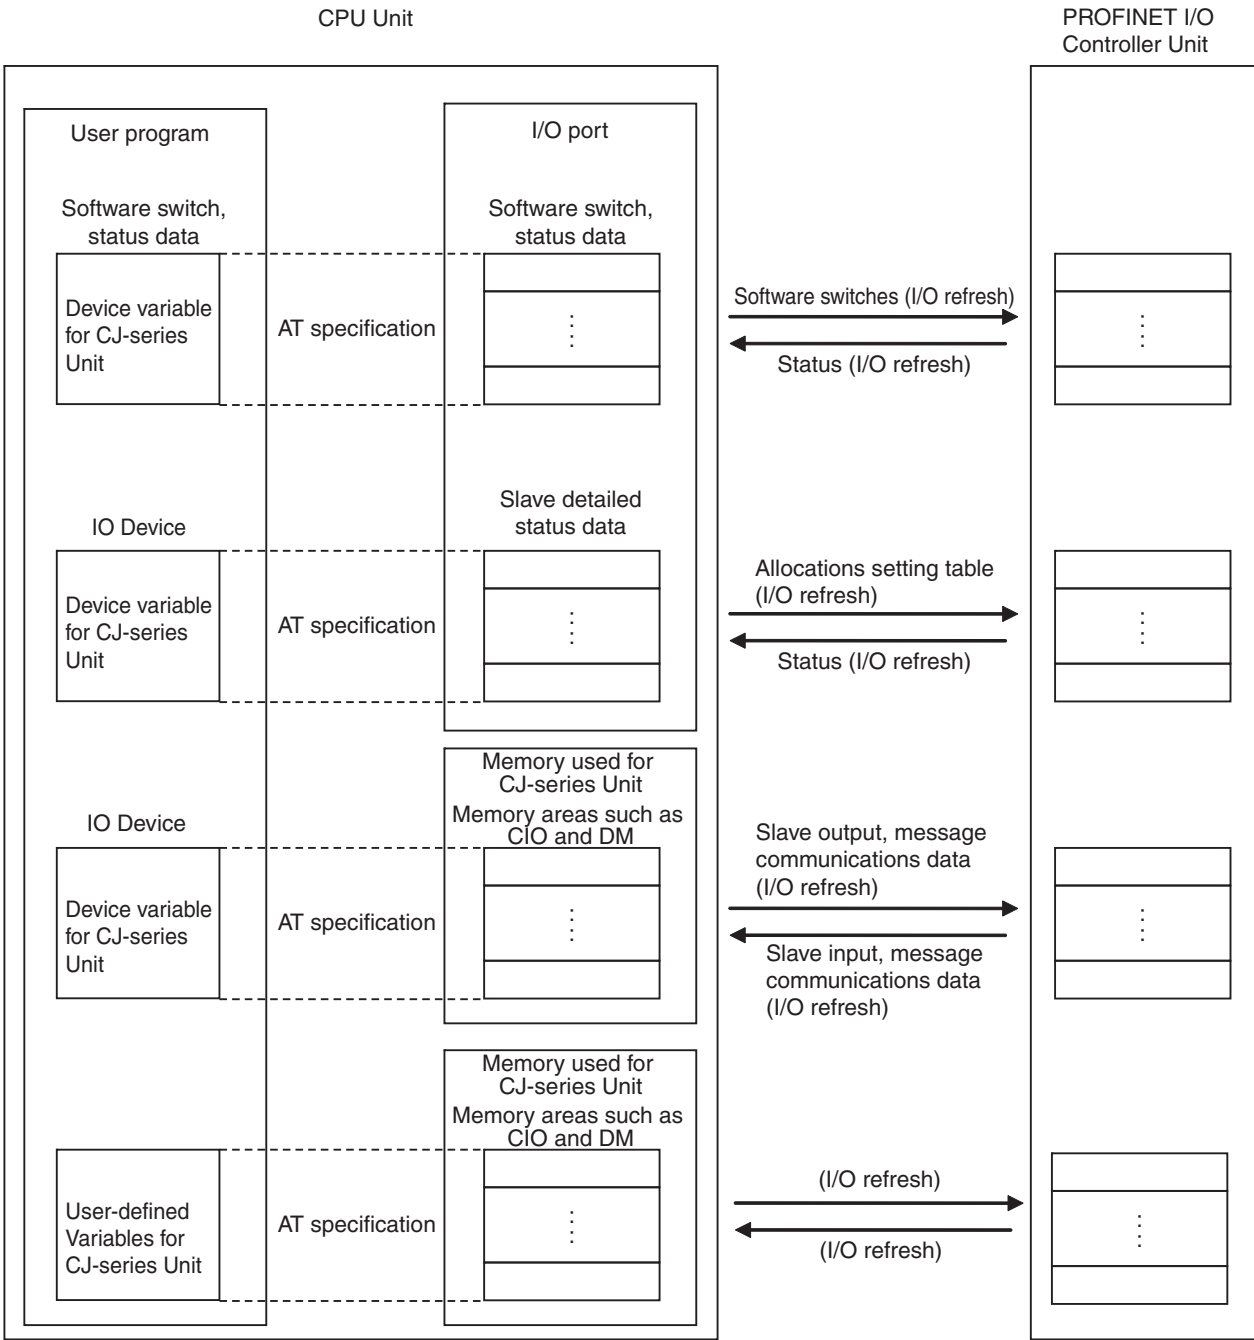 CPU Unit
PROFINET I/O
Controller Unit
User program
I/O port
Software switch,
status data
Software switch,
status data
Device variable
for CJ-series
Unit
AT specification
Software switches (I/O refresh)
Status (I/O refresh)
IO Device
Slave detailed
status data
Device variable
for CJ-series
Unit
AT specification
Allocations setting table
(I/O refresh)
Status (I/O refresh)
IO Device
Memory used for
CJ-series Unit
Memory areas such as
CIO and DM
Device variable
for CJ-series
Unit
AT specification
Slave output, message
communications data
(I/O refresh)
Slave input, message
communications data
(I/O refresh)
Memory used for
CJ-series Unit
Memory areas such as
CIO and DM
User-defined
Variables for
CJ-series Unit
AT specification
(I/O refresh)
(I/O refresh)